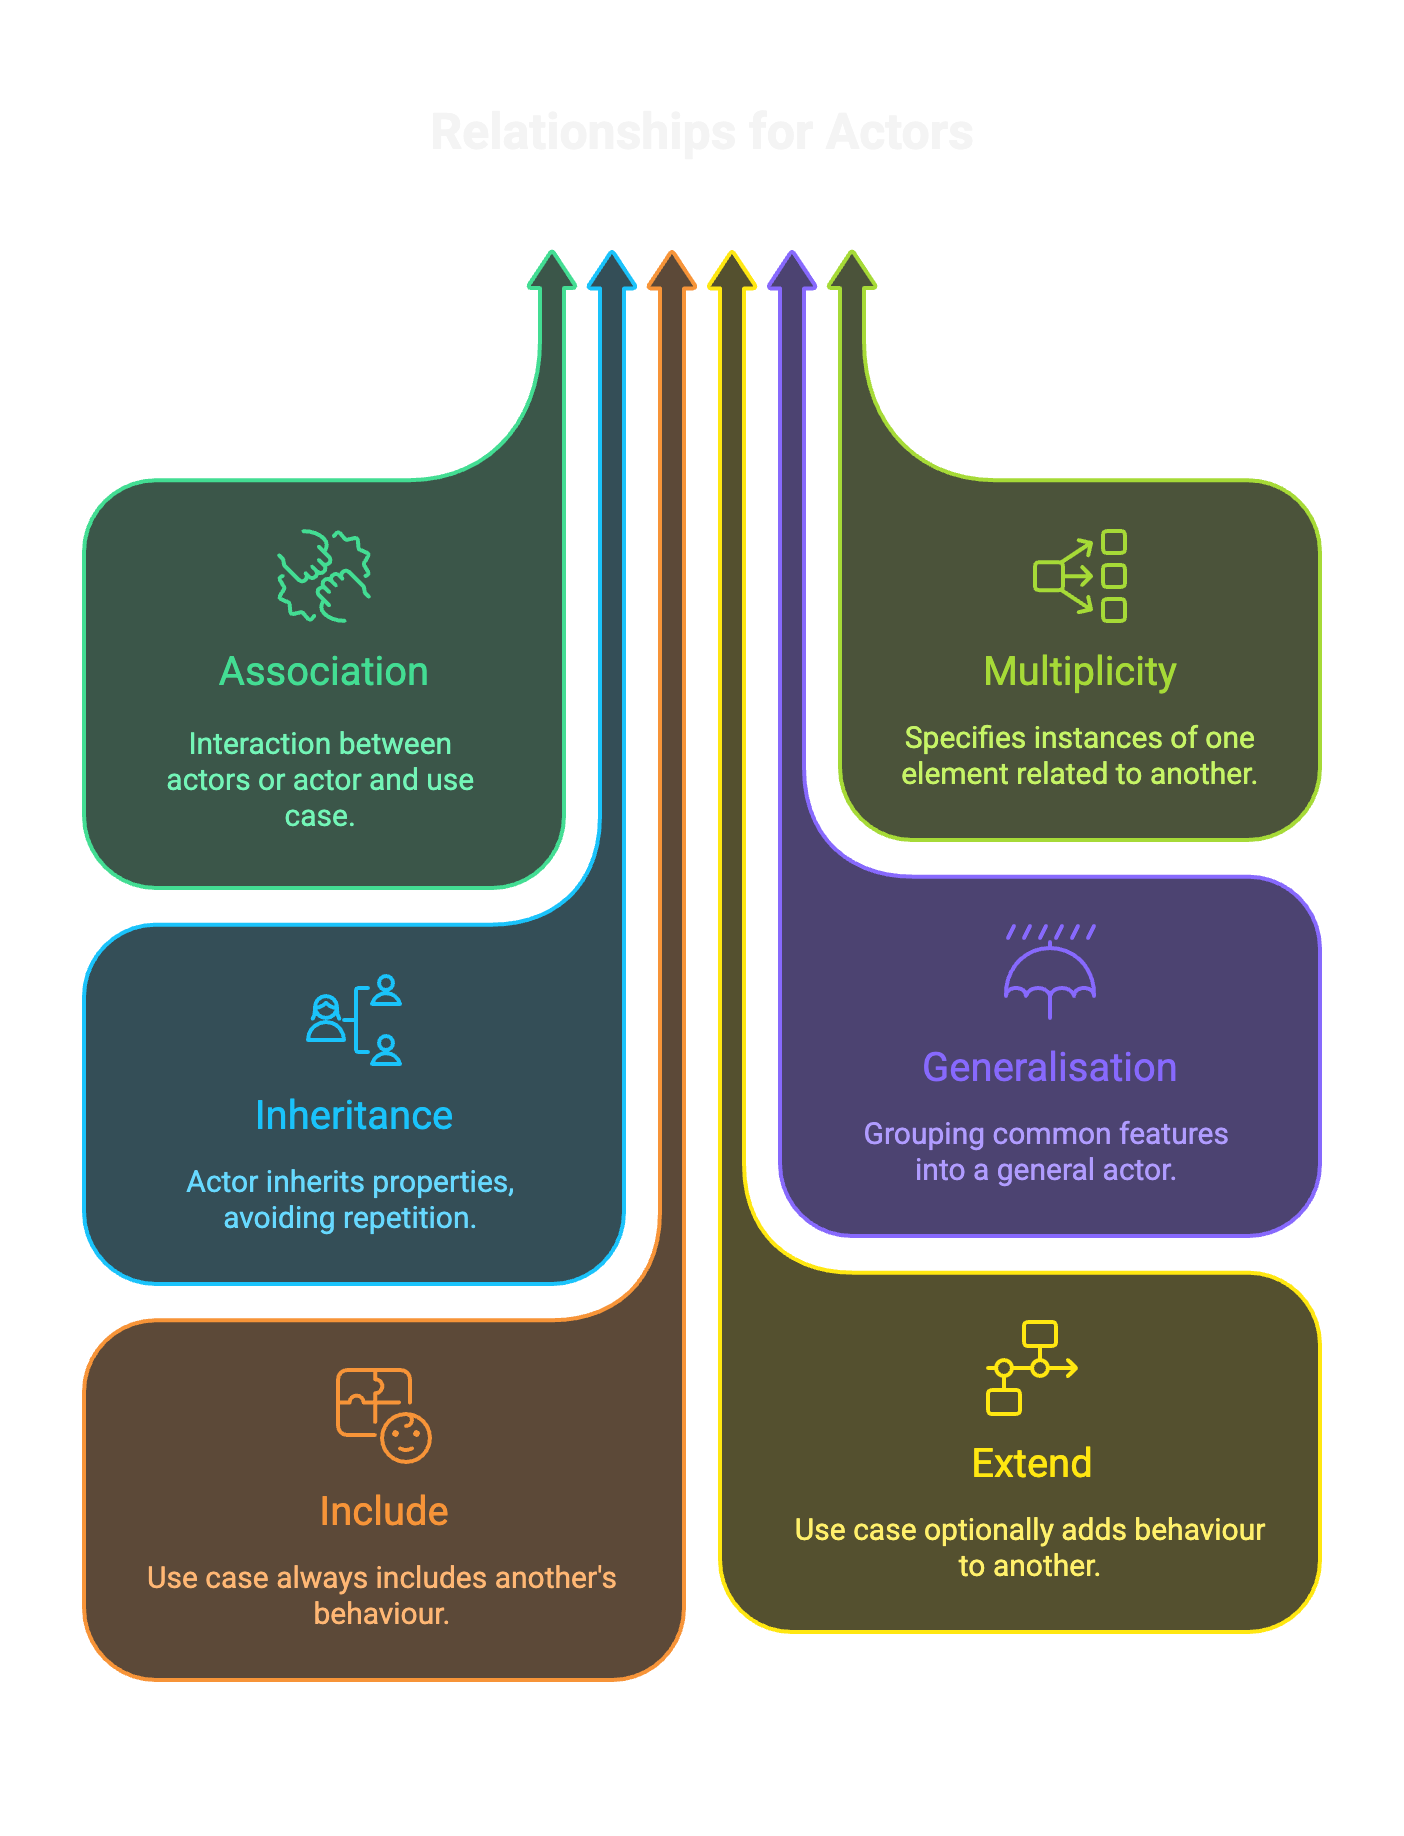 Relationships for Actors
Association
Interaction between
actors or actor and use
case.
Multiplicity
Specifies instances of one
element related to another.
Inheritance
Actor inherits properties,
avoiding repetition.
Generalisation
Grouping common features
into a general actor.
Include
Use case always includes another's
behaviour.
Extend
Use case optionally adds behaviour
to another.